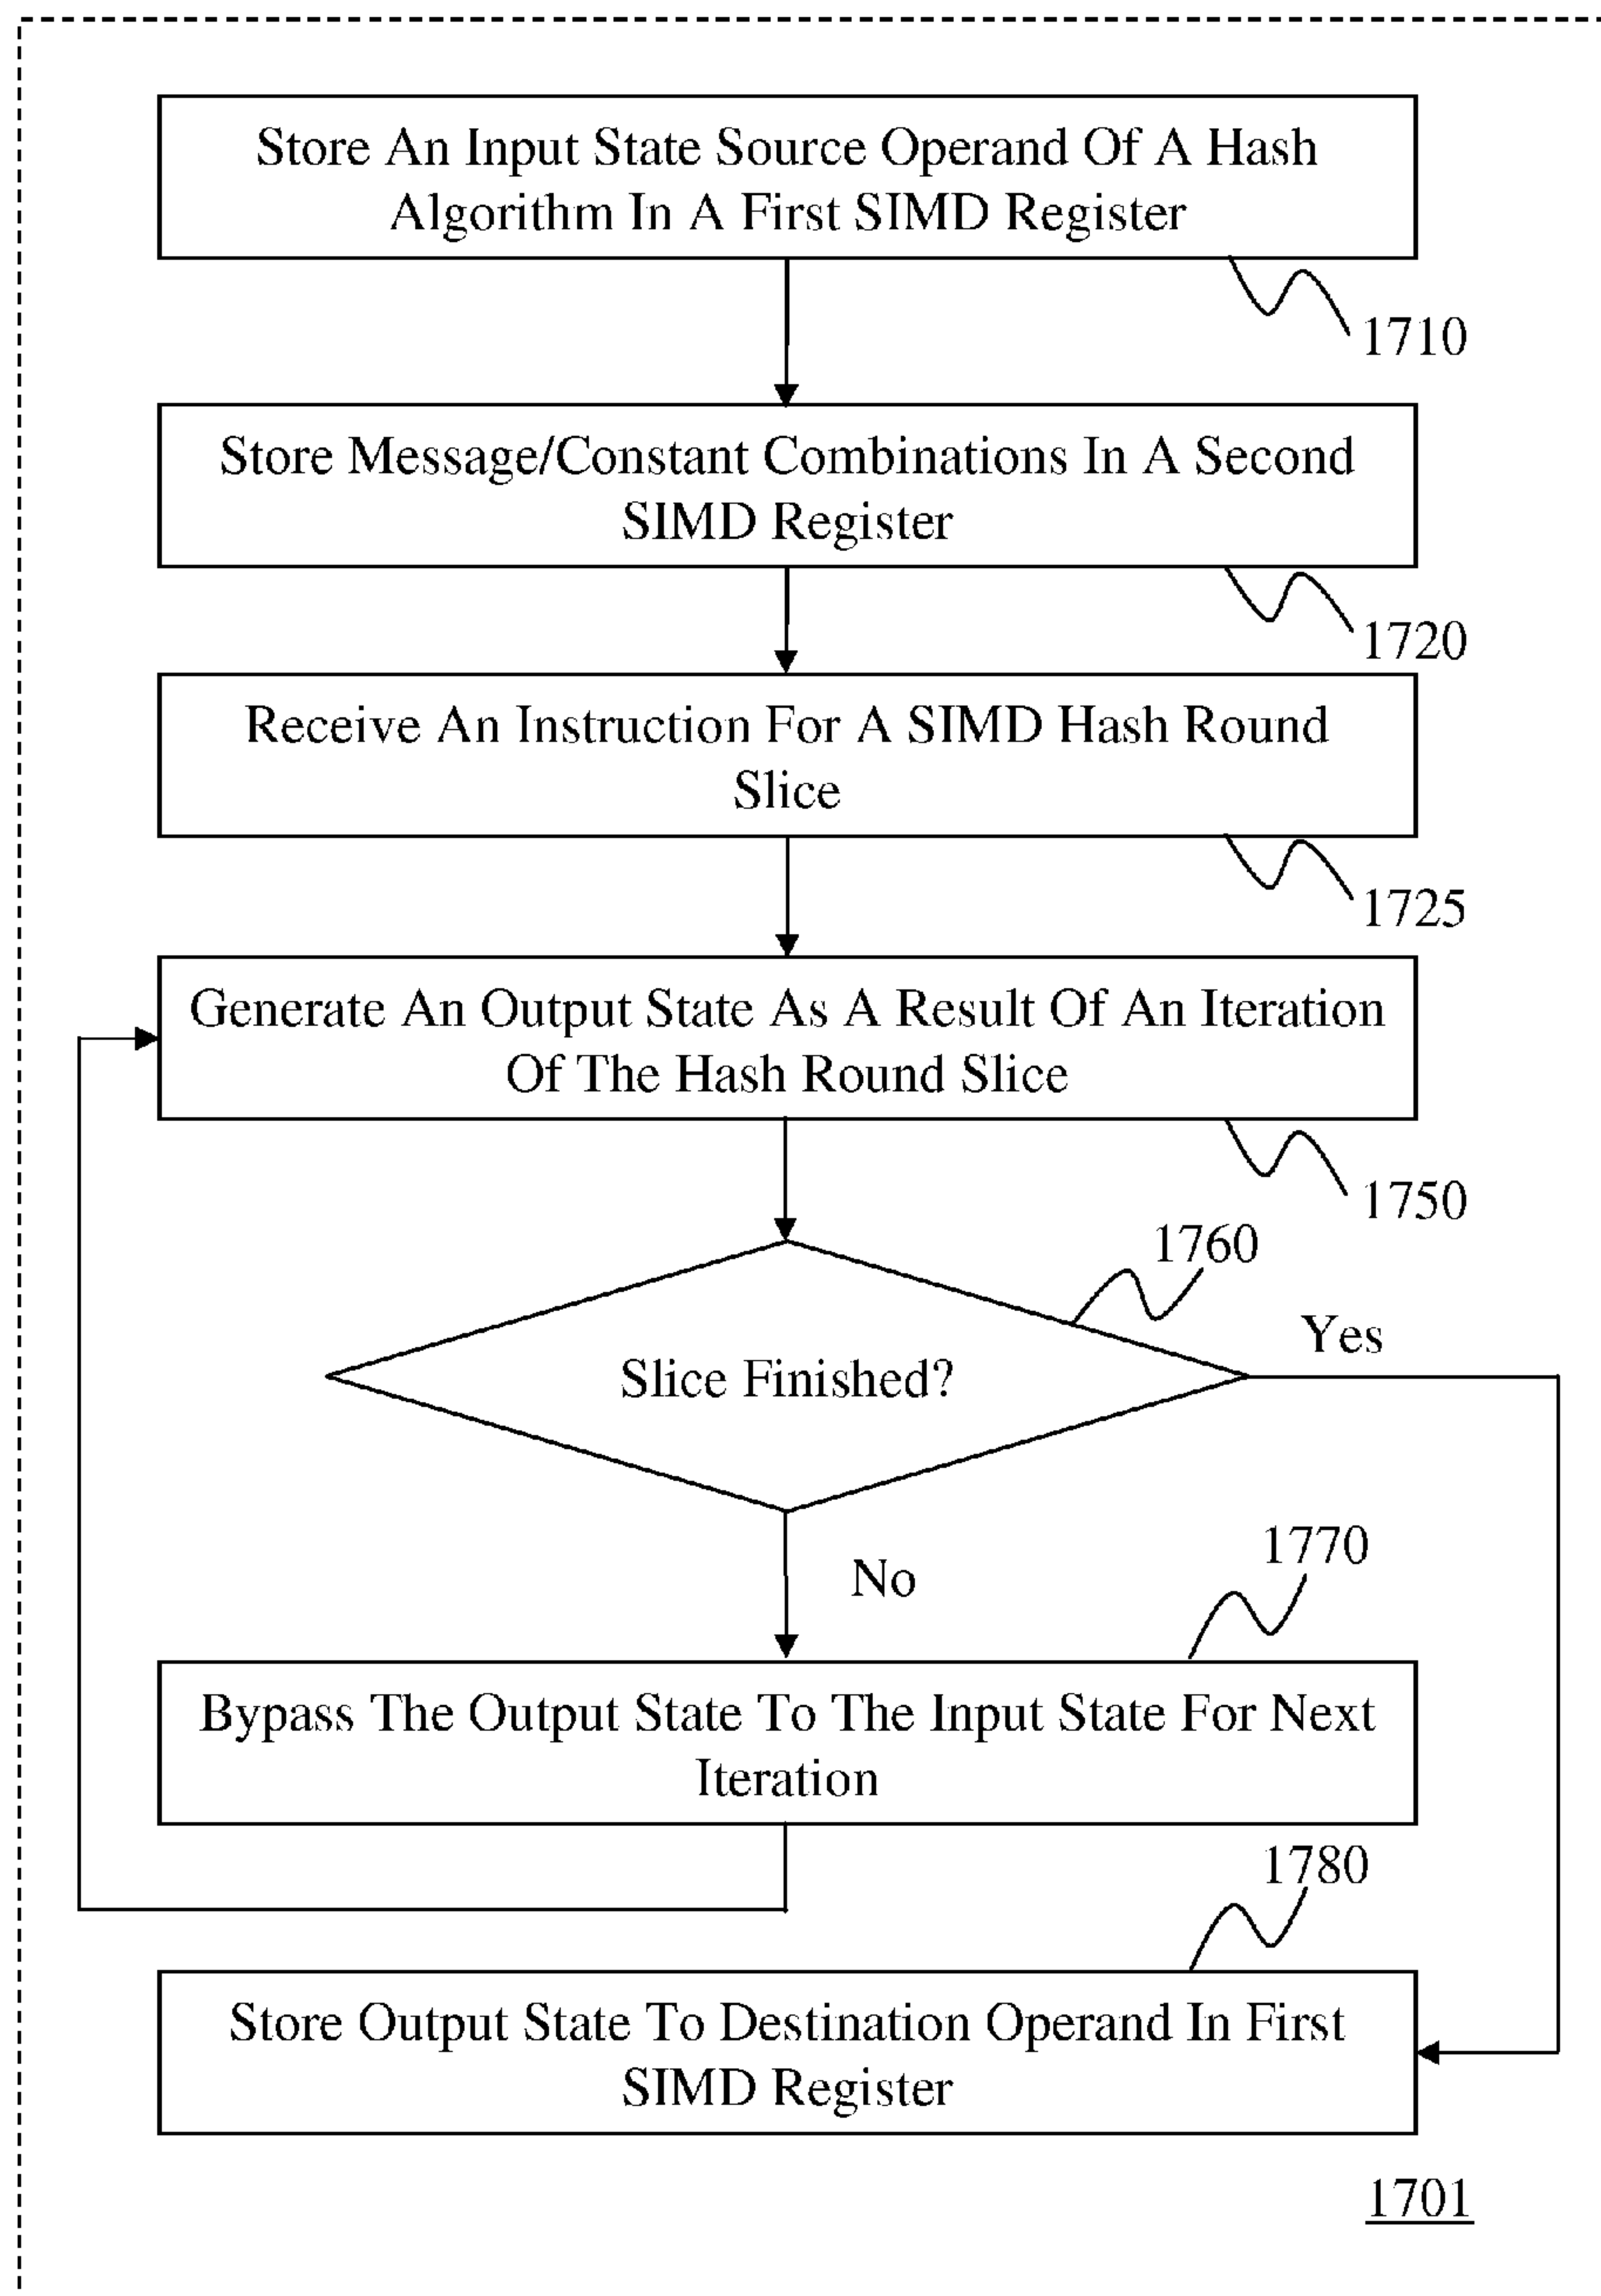 Store An Input State Source Operand Of A Hash
Algorithm In A First SIMD Register
1710
Store Message/Constant Combinations In A Second
SIMD Register
1720
Receive An Instruction For A SIMD Hash Round
Slice
1725
Generate An Output State As A Result Of An Iteration
Of The Hash Round Slice
1750
1760
Yes
Slice Finished?
No
1770
Bypass The Output State To The Input State For Next
Iteration
1780
Store Output State To Destination Operand In First
SIMD Register
1701